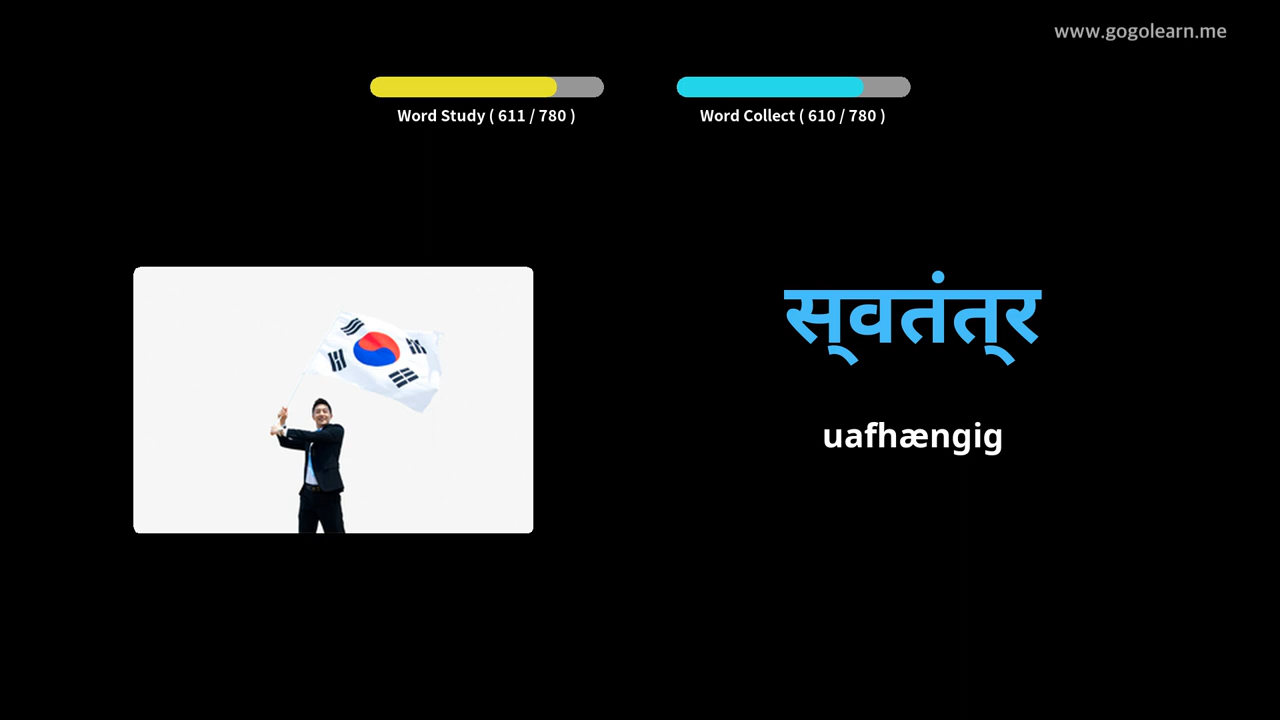 www.gogolearn.me
Word Study ( 611 / 780 )
Word Collect ( 610 / 780 )
स्वतंत्र
uafhængig